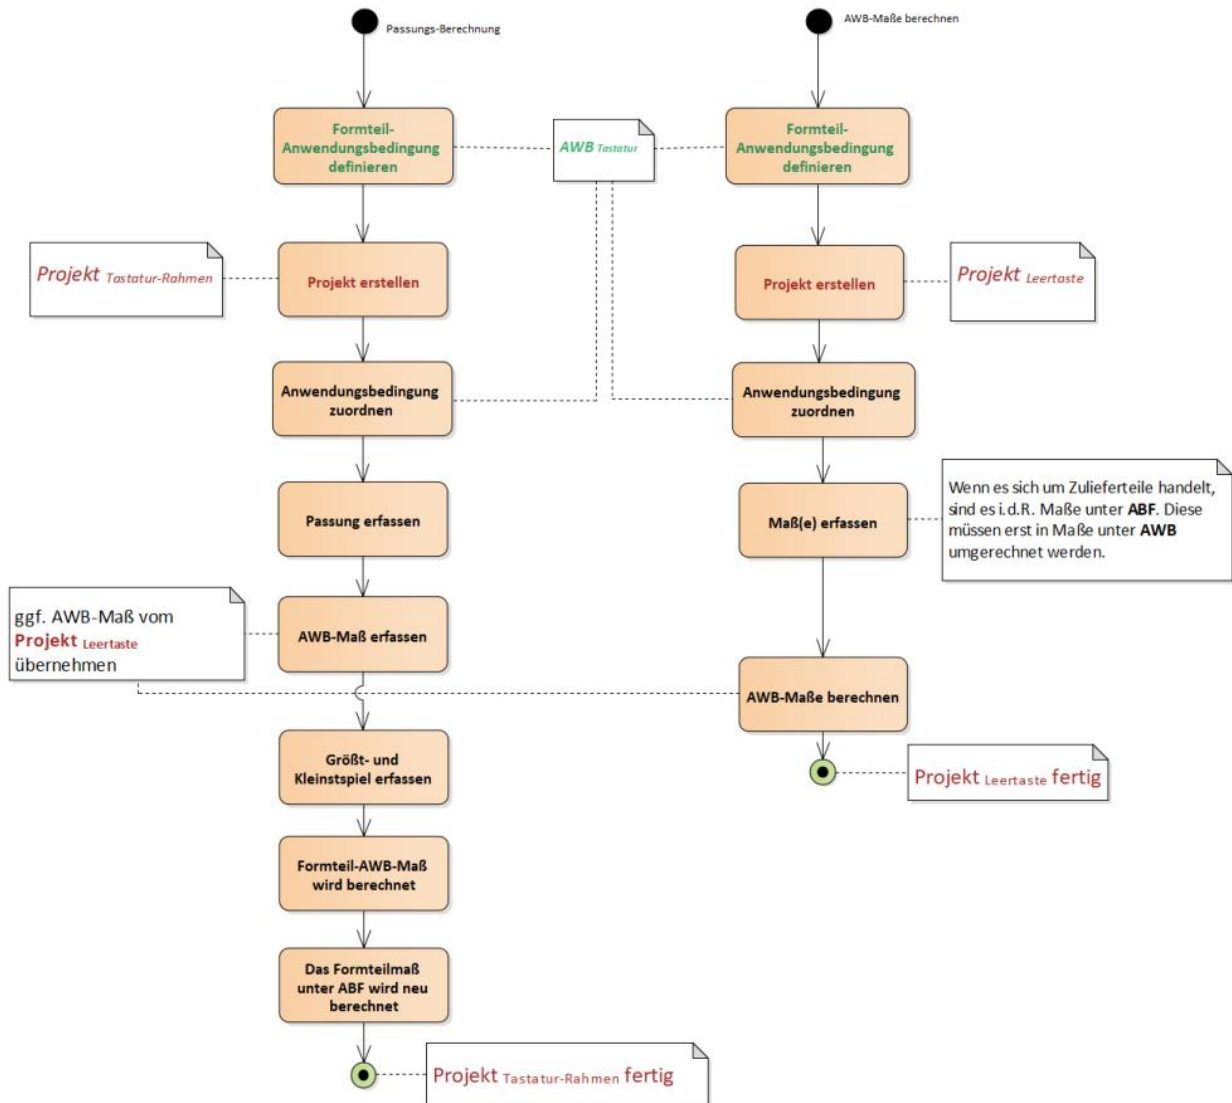 Passungs-Berechnung
AWB-Maße berechnen
Formteil-
Anwendungsbedingung
definieren
AWB Tastatur
Formteil-
Anwendungsbedingung
definieren
Projekt Tastatur-Rahmen
Projekt erstellen
Projekt erstellen
Projekt Leertaste
Anwendungsbedingung
zuordnen
Anwendungsbedingung
zuordnen
Passung erfassen
Maß(e) erfassen
Wenn es sich um Zulieferteile handelt,
sind es i.d.R. Maße unter ABF. Diese
müssen erst in Maße unter AWB
umgerechnet werden.
ggf. AWB-Maß vom
Projekt Leertaste
übernehmen
AWB-Maß erfassen
AWB-Maße berechnen
Größt- und
Kleinstspiel erfassen
Projekt Leertaste fertig
Formteil-AWB-Maß
wird berechnet
Das Formteilmaß
unter ABF wird neu
berechnet
Projekt Tastatur-Rahmen fertig